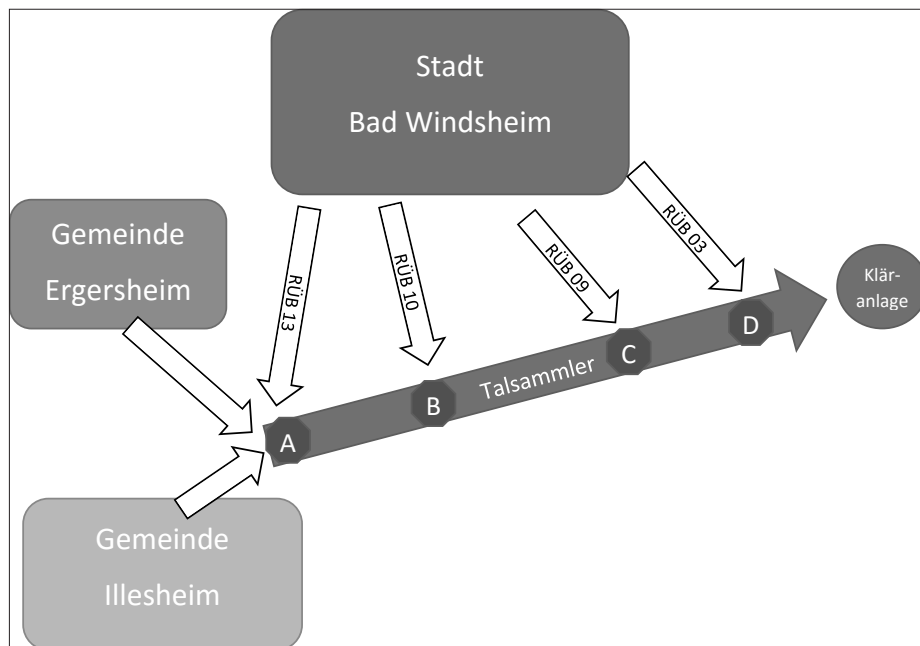 Stadt
Bad Windsheim
Gemeinde
Ergersheim
RÜB 13
RÜB 10
RÜB 09
RÜB 03
Klär-
anlage
A
B
Talsammler
C
D
Gemeinde
Illesheim